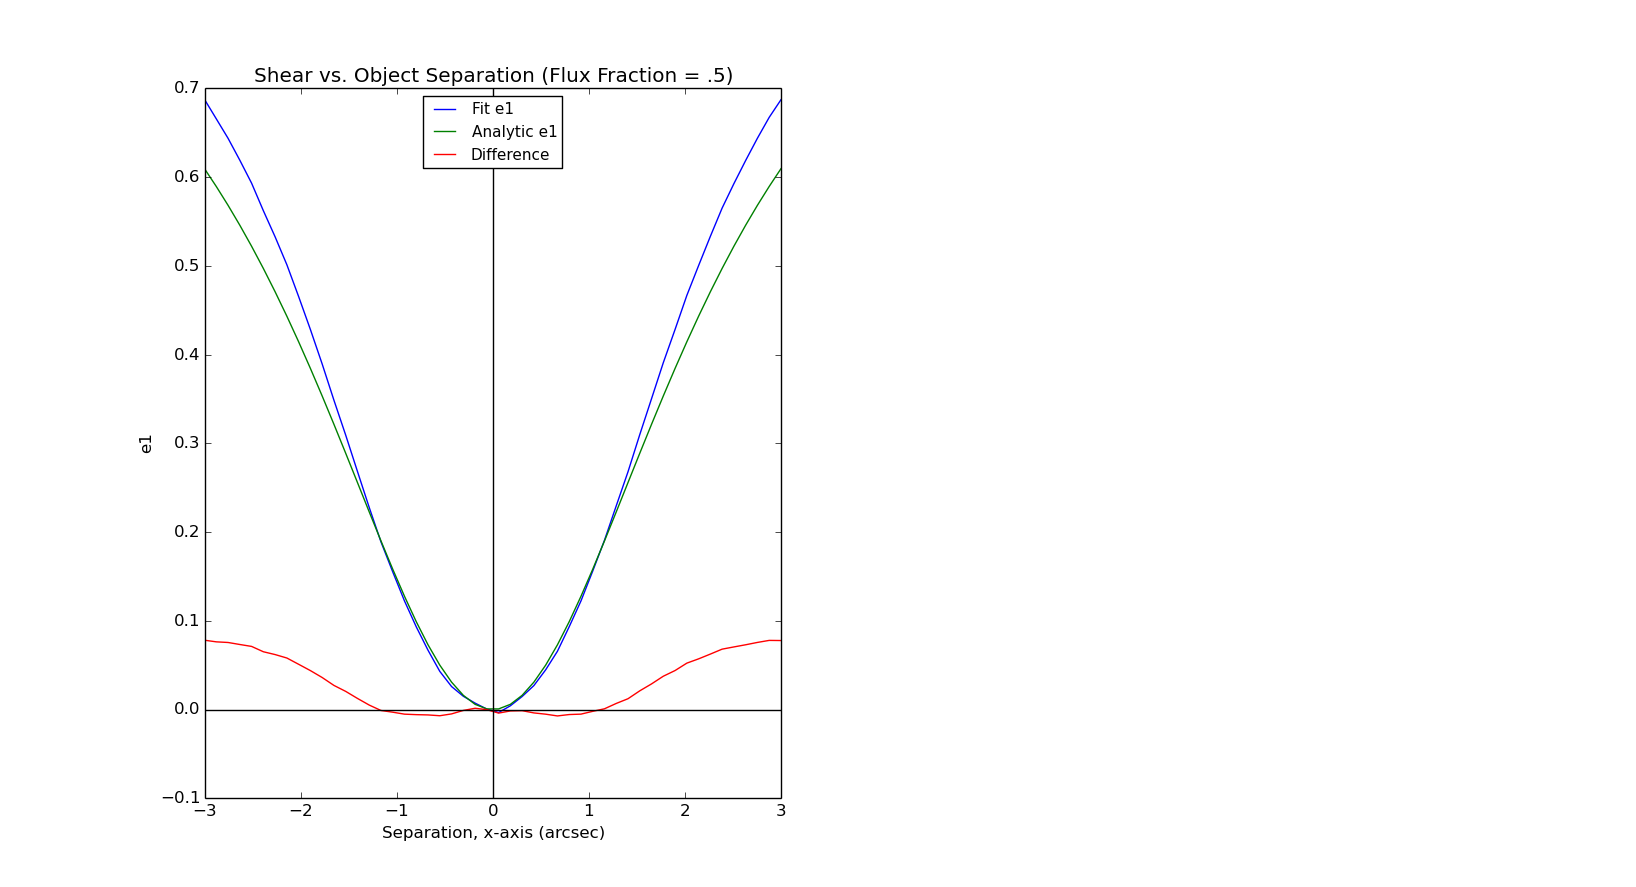 Shear vs. Object Separation (Flux Fraction = .5)
0.7
0.6
0.5
0.4
0.3
0.2
0.1
0.0
−0.1
e1
Fit e1
Analytic e1
Difference
−3 −2 −1 0 1 2 3
Separation, x-axis (arcsec)